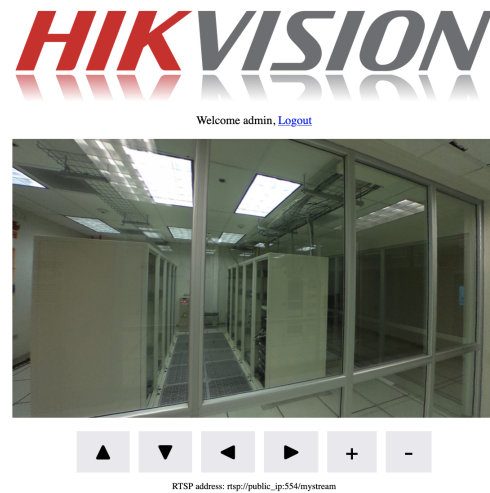 HIKVISION
Welcome admin, Logout
+ -
RTSP address: rtsp://public_ip:554/mystream